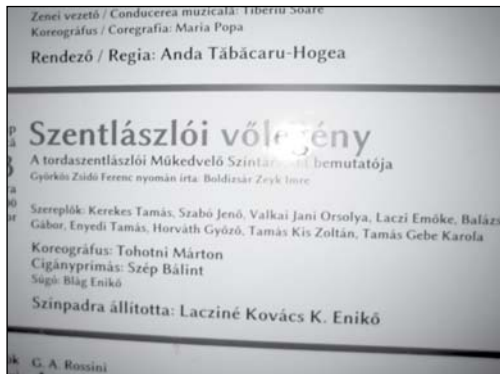 Zenei vezető / Conducerea muzicală: Tiberiu Soare
Koreográfus / Coregrafia: Maria Popa
Rendező / Regia: Anda Tăbăcaru-Hogea
Szentlászlói vőlegény
A tordaszentlászlói Műkedvelő bemutatója
Györkös Zsidó Ferenc nyomán írta: Boldizsár Zeyk Imre
Szereplők: Kerekes Tamás, Szabó Jenő, Valkai Jani Orsolya, Laczi Emőke, Balázs
Gábor, Enyedi Tamás, Horváth Győző, Tamás Kis Zoltán, Tamás Gebe Karola
Koreográfus: Tohotni Márton
Cigányprímás: Szép Bálint
Súgó: Blág Enikő
Színpadra állította: Lacziné Kovács K. Enikő
G. A. Rossini